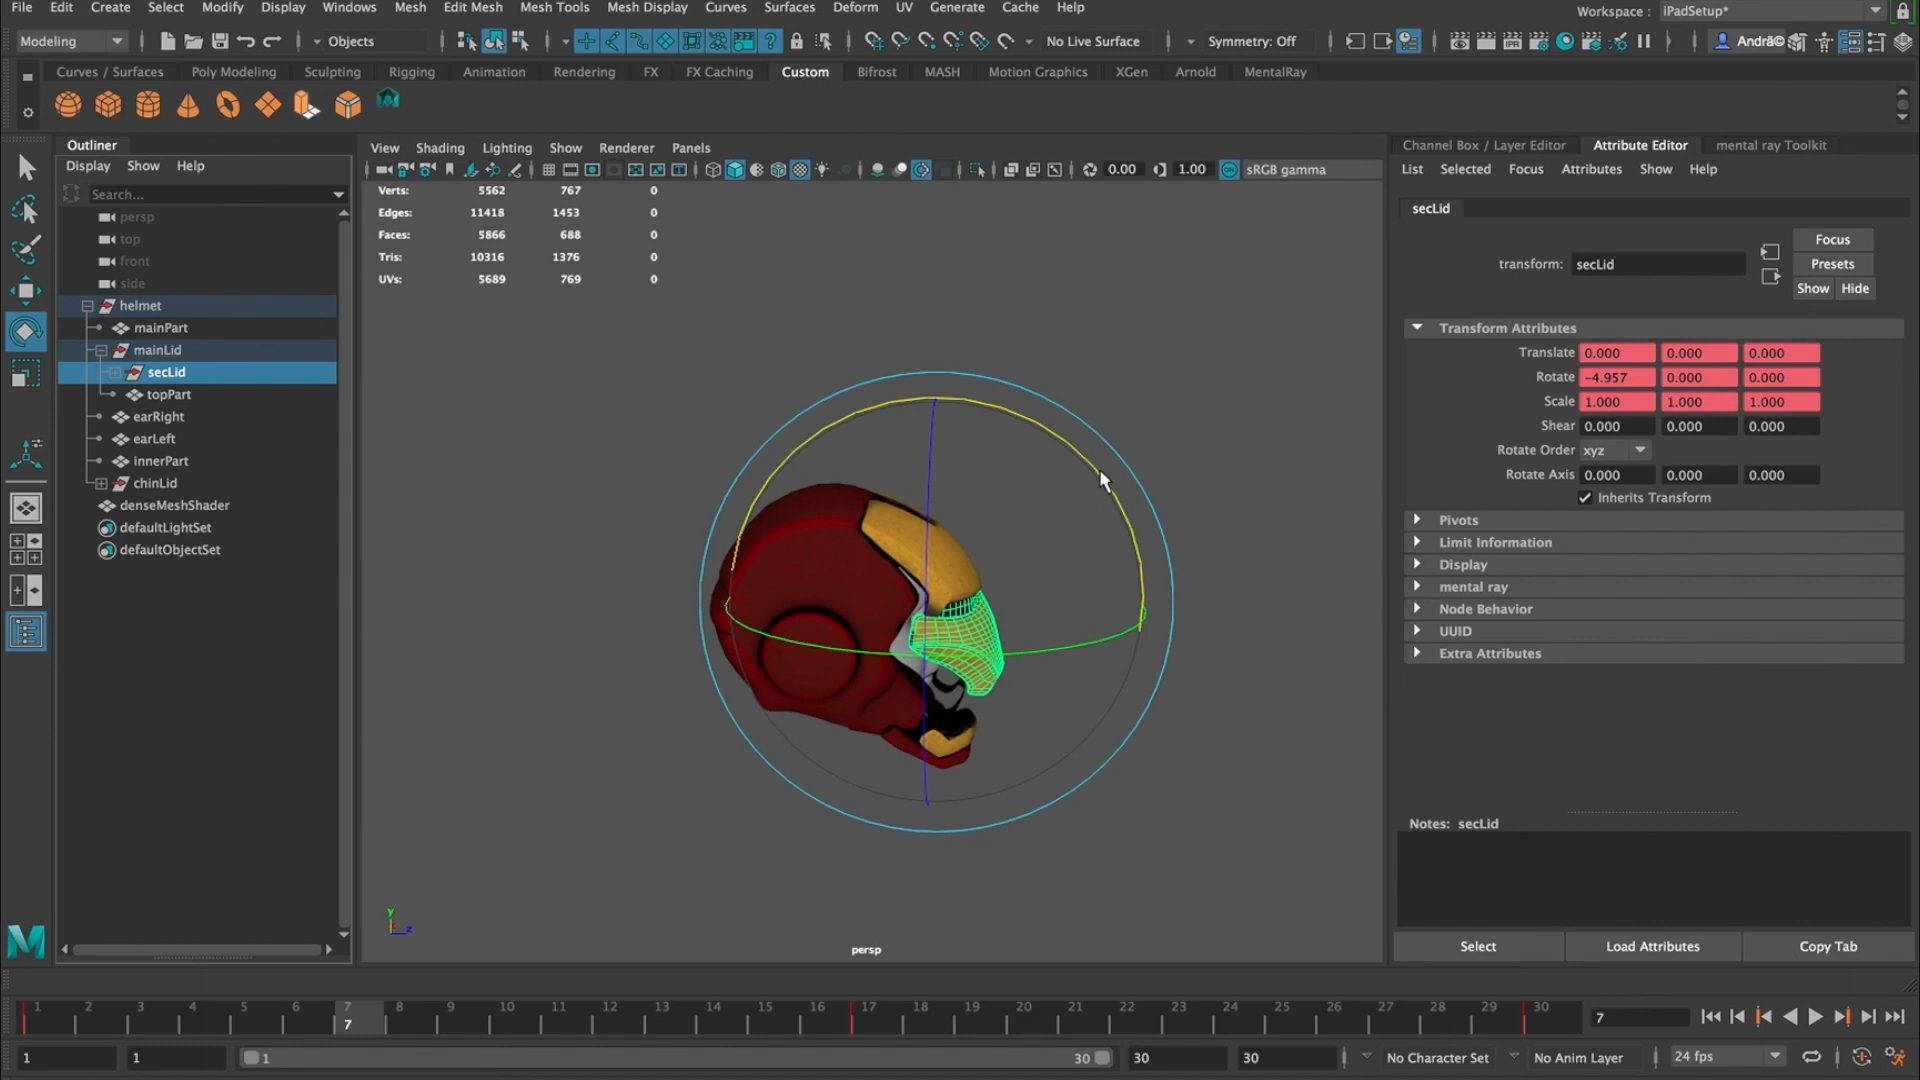 File Edit Create Select Modify Display Windows Mesh Edit Mesh Mesh Tools Mesh Display Curves Surfaces Deform UV Generate Cache Help
Workspace : iPadSetup*
Modeling Objects No Live Surface Symmetry: Off
Curves / Surfaces Poly Modeling Sculpting Rigging Animation Rendering FX FX Caching Custom Bifrost MASH Motion Graphics XGen Arnold MentalRay
Outliner
Display Show Help
Search...
persp
top
front
side
helmet
mainPart
mainLid
secLid
topPart
earRight
earLeft
innerPart
chinLid
denseMeshShader
defaultLightSet
defaultObjectSet
View Shading Lighting Show Renderer Panels
0.00 1.00 sRGB gamma
Verts: 5562 767 0
Edges: 11418 1453 0
Faces: 5866 688 0
Tris: 10316 1376 0
UVs: 5689 769 0
y
z
persp
Channel Box / Layer Editor Attribute Editor mental ray Toolkit
List Selected Focus Attributes Show Help
secLid
transform: secLid
Focus
Presets
Show Hide
Transform Attributes
Translate 0.000 0.000 0.000
Rotate -4.957 0.000 0.000
Scale 1.000 1.000 1.000
Shear 0.000 0.000 0.000
Rotate Order xyz
Rotate Axis 0.000 0.000 0.000
Inherits Transform
Pivots
Limit Information
Display
mental ray
Node Behavior
UUID
Extra Attributes
Notes: secLid
Select Load Attributes Copy Tab
1 2 3 4 5 6 7 8 9 10 11 12 13 14 15 16 17 18 19 20 21 22 23 24 25 26 27 28 29 30
7
7
1 1 1 30 30 30 No Character Set No Anim Layer 24 fps